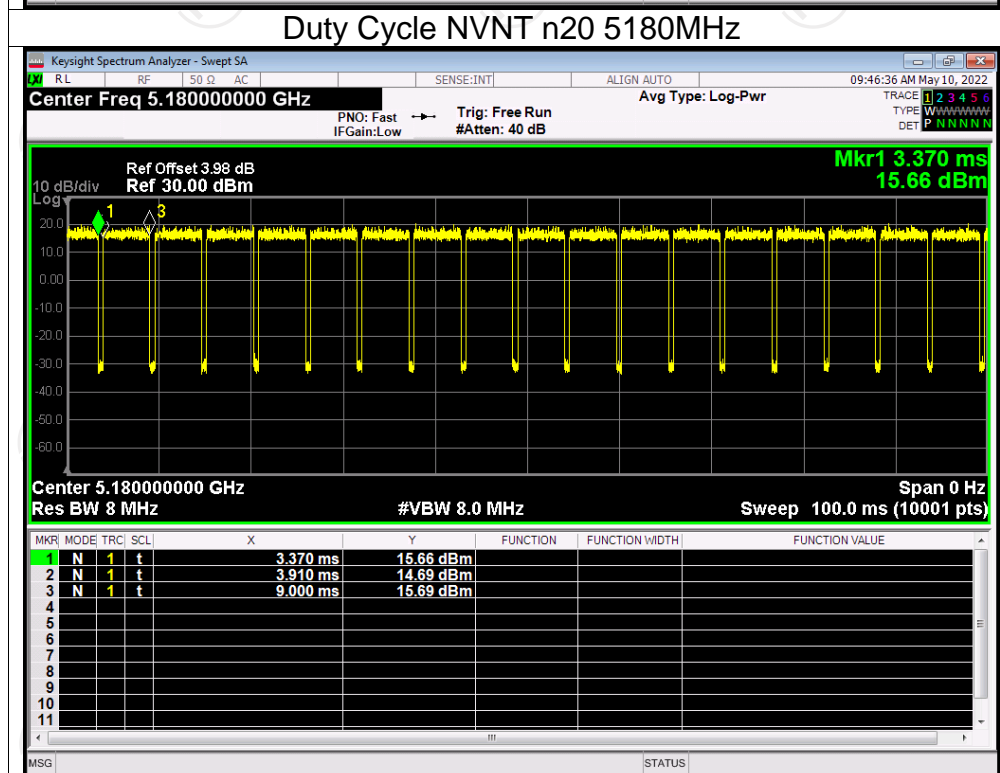 Duty Cycle NVNT n20 5180MHz
Keysight Spectrum Analyzer - Swept SA
LXI RL RF 50 Ω AC SENSE:INT ALIGN AUTO 09:46:36 AM May 10, 2022
Center Freq 5.180000000 GHz Avg Type: Log-Pwr TRACE 1 2 3 4 5 6
PNO: Fast Trig: Free Run TYPE WWWWWW
IFGain:Low #Atten: 40 dB DET P N N N N N
Mkr1 3.370 ms
Ref Offset 3.98 dB
10 dB/div Ref 30.00 dBm 15.66 dBm
Log
1 3
20.0
10.0
0.00
-10.0
-20.0
-30.0
-40.0
-50.0
-60.0
Center 5.180000000 GHz Span 0 Hz
Res BW 8 MHz #VBW 8.0 MHz Sweep 100.0 ms (10001 pts)
MKR MODE TRC SCL X Y FUNCTION FUNCTION WIDTH FUNCTION VALUE
1 N 1 t 3.370 ms 15.66 dBm
2 N 1 t 3.910 ms 14.69 dBm
3 N 1 t 9.000 ms 15.69 dBm
4
5
6
7
8
9
10
11
MSG STATUS